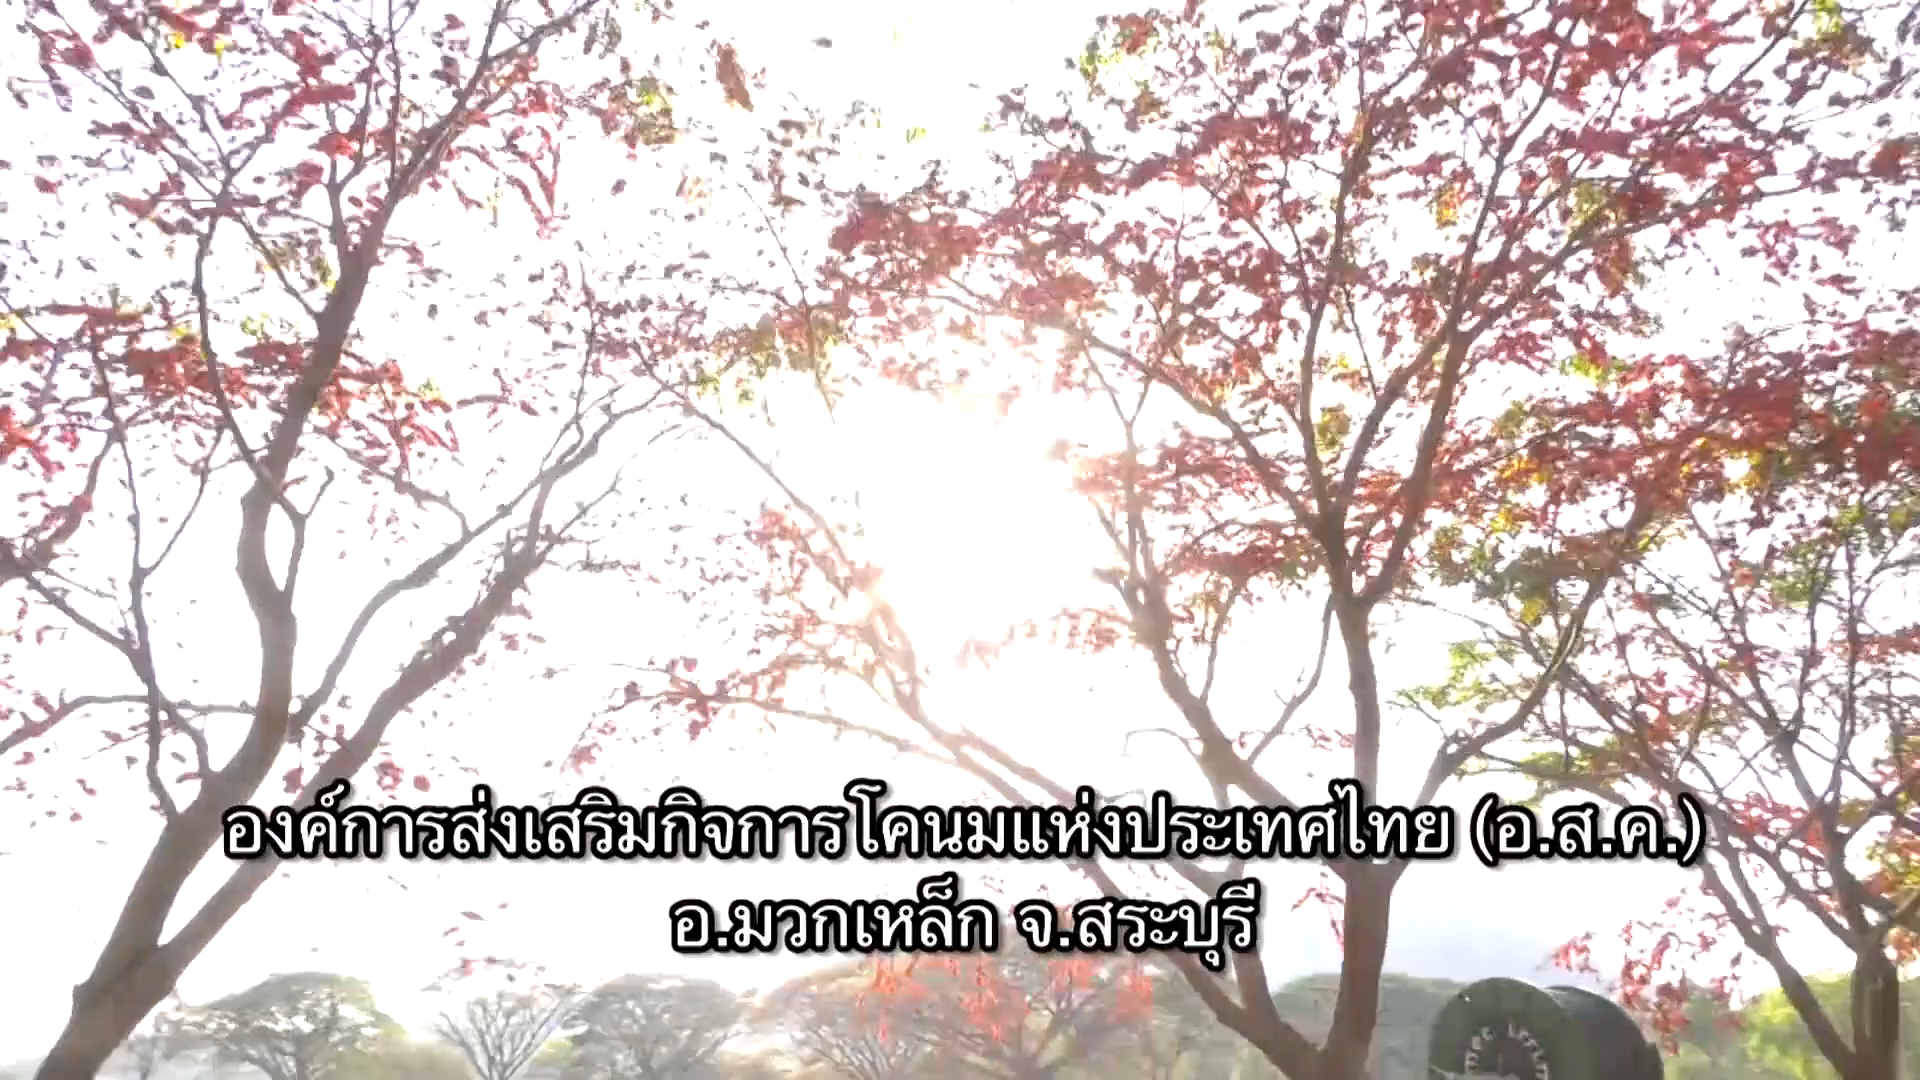 องค์การส่งเสริมกิจการโคนมแห่งประเทศไทย (อ.ส.ค.)
อ.มวกเหล็ก จ.สระบุรี